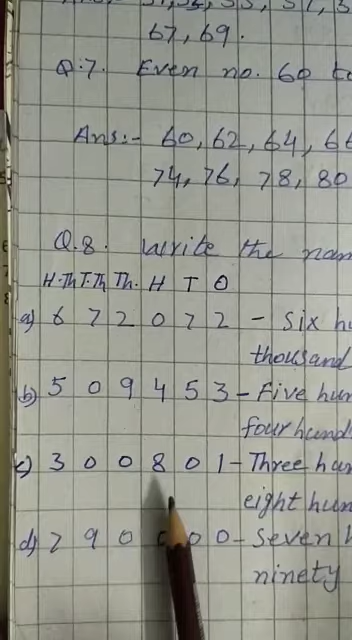 67, 69.
Q.7. Even no. 60 to
Ans:- 60, 62, 64, 66
74, 76, 78, 80
Q.8. Write the nam
H.Th T.Th Th. H T O
a) 6 7 2 0 7 2 - Six hu
thousand
b) 5 0 9 4 5 3 - Five hun
four hund
c) 3 0 0 8 0 1 - Three hun
eight hun
d) 7 9 0 0 0 0 - Seven h
ninety